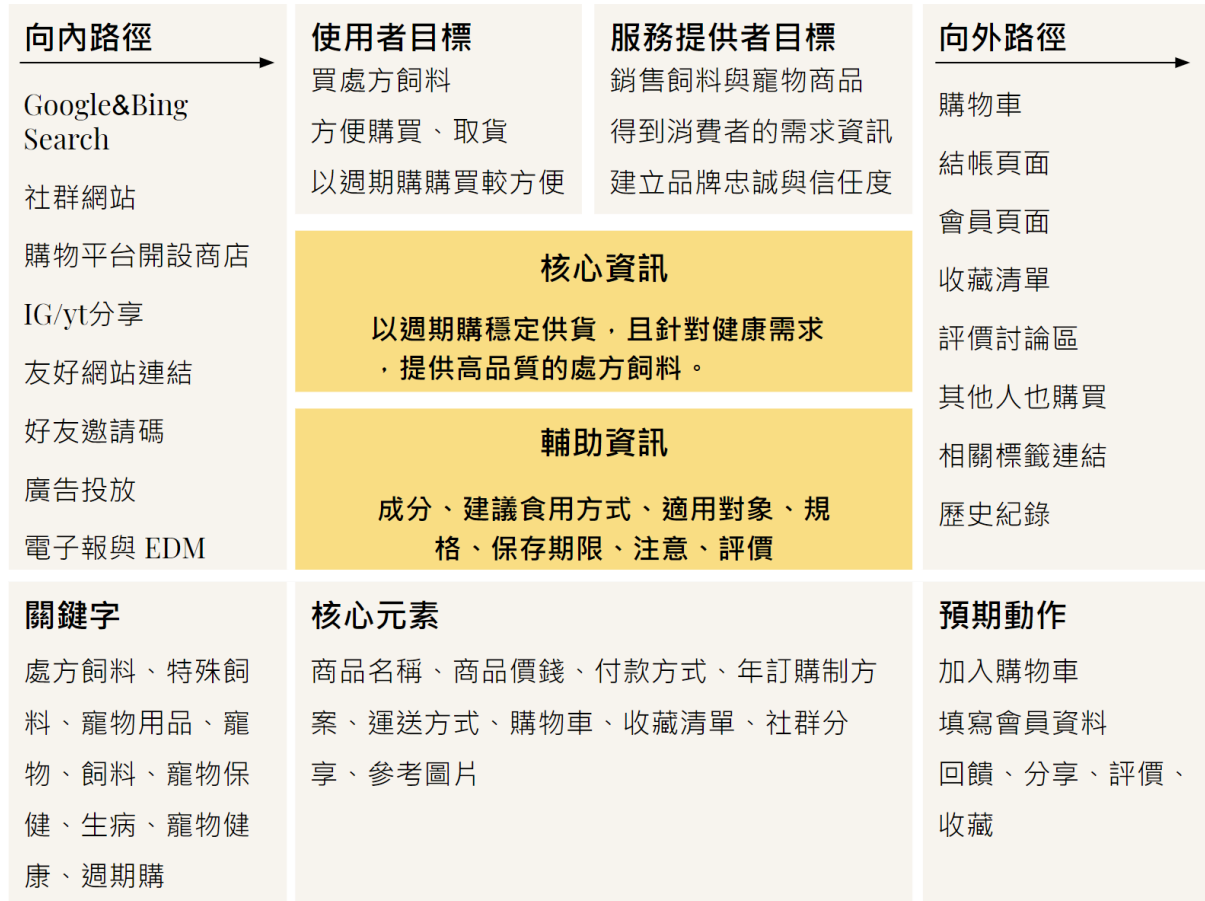 向內路徑
Google&Bing
Search
社群網站
購物平台開設商店
IG/yt分享
友好網站連結
好友邀請碼
廣告投放
電子報與 EDM
使用者目標
買處方飼料
方便購買、取貨
以週期購購買較方便
服務提供者目標
銷售飼料與寵物商品
得到消費者的需求資訊
建立品牌忠誠與信任度
核心資訊
以週期購穩定供貨，且針對健康需求
，提供高品質的處方飼料。
輔助資訊
成分、建議食用方式、適用對象、規
格、保存期限、注意、評價
向外路徑
購物車
結帳頁面
會員頁面
收藏清單
評價討論區
其他人也購買
相關標籤連結
歷史紀錄
關鍵字
處方飼料、特殊飼
料、寵物用品、寵
物、飼料、寵物保
健、生病、寵物健
康、週期購
核心元素
商品名稱、商品價錢、付款方式、年訂購制方
案、運送方式、購物車、收藏清單、社群分
享、參考圖片
預期動作
加入購物車
填寫會員資料
回饋、分享、評價、
收藏